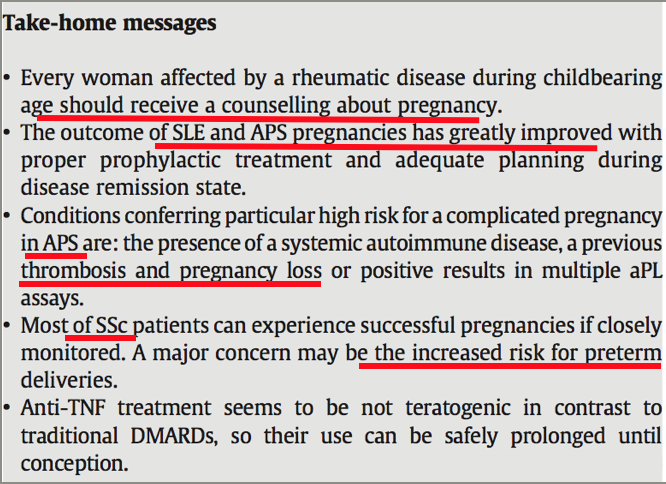 Take-home messages
• Every woman affected by a rheumatic disease during childbearing
age should receive a counselling about pregnancy.
• The outcome of SLE and APS pregnancies has greatly improved with
proper prophylactic treatment and adequate planning during
disease remission state.
• Conditions conferring particular high risk for a complicated pregnancy
in APS are: the presence of a systemic autoimmune disease, a previous
thrombosis and pregnancy loss or positive results in multiple aPL
assays.
• Most of SSc patients can experience successful pregnancies if closely
monitored. A major concern may be the increased risk for preterm
deliveries.
• Anti-TNF treatment seems to be not teratogenic in contrast to
traditional DMARDs, so their use can be safely prolonged until
conception.